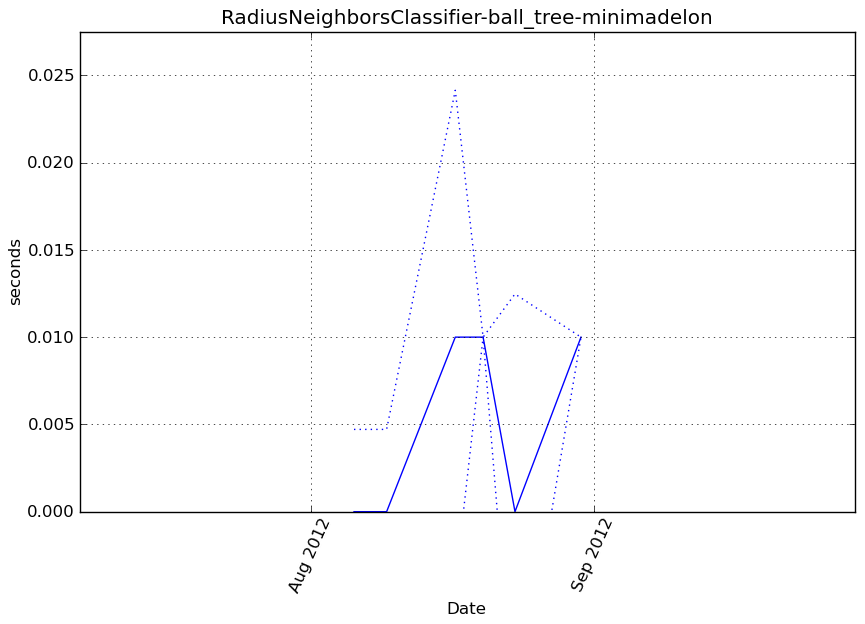 RadiusNeighborsClassifier-ball_tree-minimadelon
0.025
0.020
0.015
0.010
0.005
0.000
seconds
Aug 2012
Sep 2012
Date